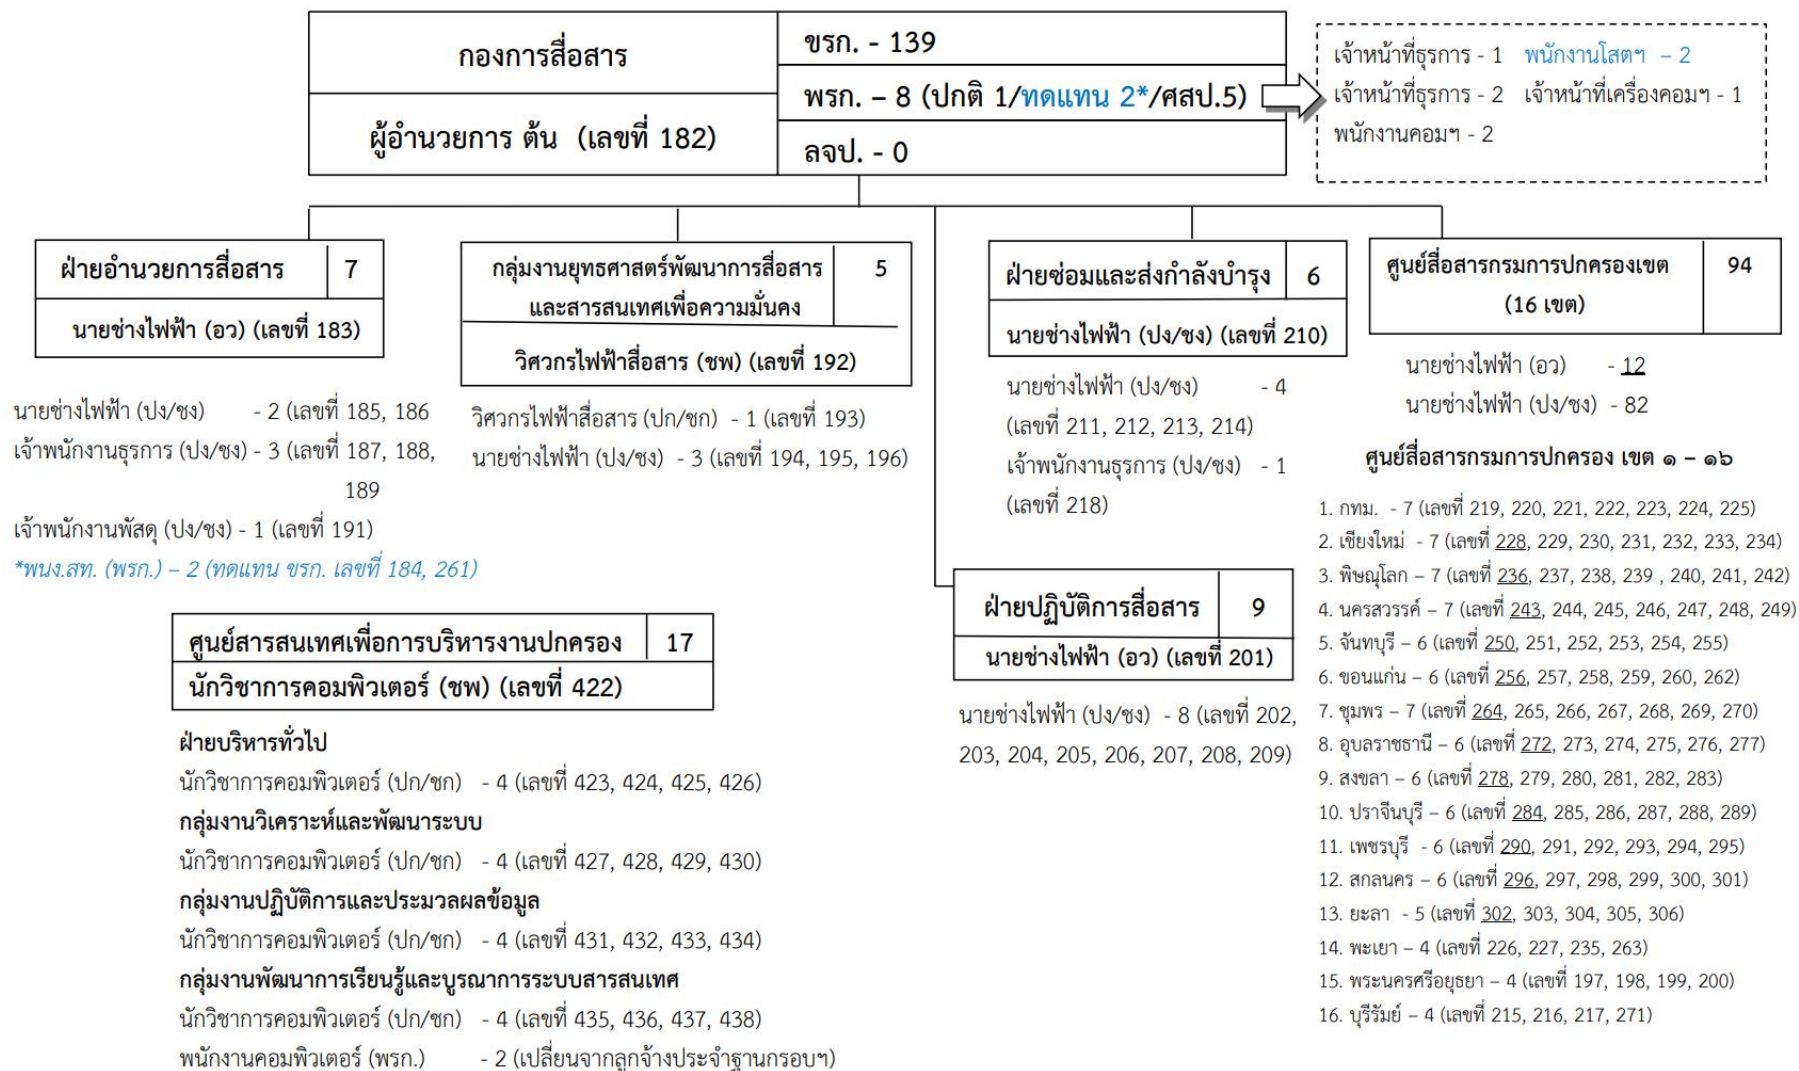 กองการสื่อสาร
ผู้อำนวยการ ต้น (เลขที่ 182)
ขรก. - 139
พรก. – 8 (ปกติ 1/ทดแทน 2*/ศสป.5)
ลจป. - 0
เจ้าหน้าที่ธุรการ - 1 พนักงานโสตฯ – 2
เจ้าหน้าที่ธุรการ - 2 เจ้าหน้าที่เครื่องคอมฯ - 1
พนักงานคอมฯ - 2
ฝ่ายอำนวยการสื่อสาร 7
นายช่างไฟฟ้า (อว) (เลขที่ 183)
นายช่างไฟฟ้า (ปง/ชง) - 2 (เลขที่ 185, 186
เจ้าพนักงานธุรการ (ปง/ชง) - 3 (เลขที่ 187, 188,
189
เจ้าพนักงานพัสดุ (ปง/ชง) - 1 (เลขที่ 191)
*พนง.สท. (พรก.) – 2 (ทดแทน ขรก. เลขที่ 184, 261)
กลุ่มงานยุทธศาสตร์พัฒนาการสื่อสาร 5
และสารสนเทศเพื่อความมั่นคง
วิศวกรไฟฟ้าสื่อสาร (ชพ) (เลขที่ 192)
วิศวกรไฟฟ้าสื่อสาร (ปก/ชก) - 1 (เลขที่ 193)
นายช่างไฟฟ้า (ปง/ชง) - 3 (เลขที่ 194, 195, 196)
ฝ่ายซ่อมและส่งกำลังบำรุง 6
นายช่างไฟฟ้า (ปง/ชง) (เลขที่ 210)
นายช่างไฟฟ้า (ปง/ชง) - 4
(เลขที่ 211, 212, 213, 214)
เจ้าพนักงานธุรการ (ปง/ชง) - 1
(เลขที่ 218)
ฝ่ายปฏิบัติการสื่อสาร 9
นายช่างไฟฟ้า (อว) (เลขที่ 201)
นายช่างไฟฟ้า (ปง/ชง) - 8 (เลขที่ 202,
203, 204, 205, 206, 207, 208, 209)
ศูนย์สื่อสารกรมการปกครองเขต 94
(16 เขต)
นายช่างไฟฟ้า (อว) - 12
นายช่างไฟฟ้า (ปง/ชง) - 82
ศูนย์สื่อสารกรมการปกครอง เขต ๑ – ๑๖
1. กทม. - 7 (เลขที่ 219, 220, 221, 222, 223, 224, 225)
2. เชียงใหม่ - 7 (เลขที่ 228, 229, 230, 231, 232, 233, 234)
3. พิษณุโลก – 7 (เลขที่ 236, 237, 238, 239 , 240, 241, 242)
4. นครสวรรค์ – 7 (เลขที่ 243, 244, 245, 246, 247, 248, 249)
5. จันทบุรี – 6 (เลขที่ 250, 251, 252, 253, 254, 255)
6. ขอนแก่น – 6 (เลขที่ 256, 257, 258, 259, 260, 262)
7. ชุมพร – 7 (เลขที่ 264, 265, 266, 267, 268, 269, 270)
8. อุบลราชธานี – 6 (เลขที่ 272, 273, 274, 275, 276, 277)
9. สงขลา – 6 (เลขที่ 278, 279, 280, 281, 282, 283)
10. ปราจีนบุรี – 6 (เลขที่ 284, 285, 286, 287, 288, 289)
11. เพชรบุรี - 6 (เลขที่ 290, 291, 292, 293, 294, 295)
12. สกลนคร – 6 (เลขที่ 296, 297, 298, 299, 300, 301)
13. ยะลา - 5 (เลขที่ 302, 303, 304, 305, 306)
14. พะเยา – 4 (เลขที่ 226, 227, 235, 263)
15. พระนครศรีอยุธยา – 4 (เลขที่ 197, 198, 199, 200)
16. บุรีรัมย์ – 4 (เลขที่ 215, 216, 217, 271)
ศูนย์สารสนเทศเพื่อการบริหารงานปกครอง 17
นักวิชาการคอมพิวเตอร์ (ชพ) (เลขที่ 422)
ฝ่ายบริหารทั่วไป
นักวิชาการคอมพิวเตอร์ (ปก/ชก) - 4 (เลขที่ 423, 424, 425, 426)
กลุ่มงานวิเคราะห์และพัฒนาระบบ
นักวิชาการคอมพิวเตอร์ (ปก/ชก) - 4 (เลขที่ 427, 428, 429, 430)
กลุ่มงานปฏิบัติการและประมวลผลข้อมูล
นักวิชาการคอมพิวเตอร์ (ปก/ชก) - 4 (เลขที่ 431, 432, 433, 434)
กลุ่มงานพัฒนาการเรียนรู้และบูรณาการระบบสารสนเทศ
นักวิชาการคอมพิวเตอร์ (ปก/ชก) - 4 (เลขที่ 435, 436, 437, 438)
พนักงานคอมพิวเตอร์ (พรก.) - 2 (เปลี่ยนจากลูกจ้างประจำฐานกรอบฯ)